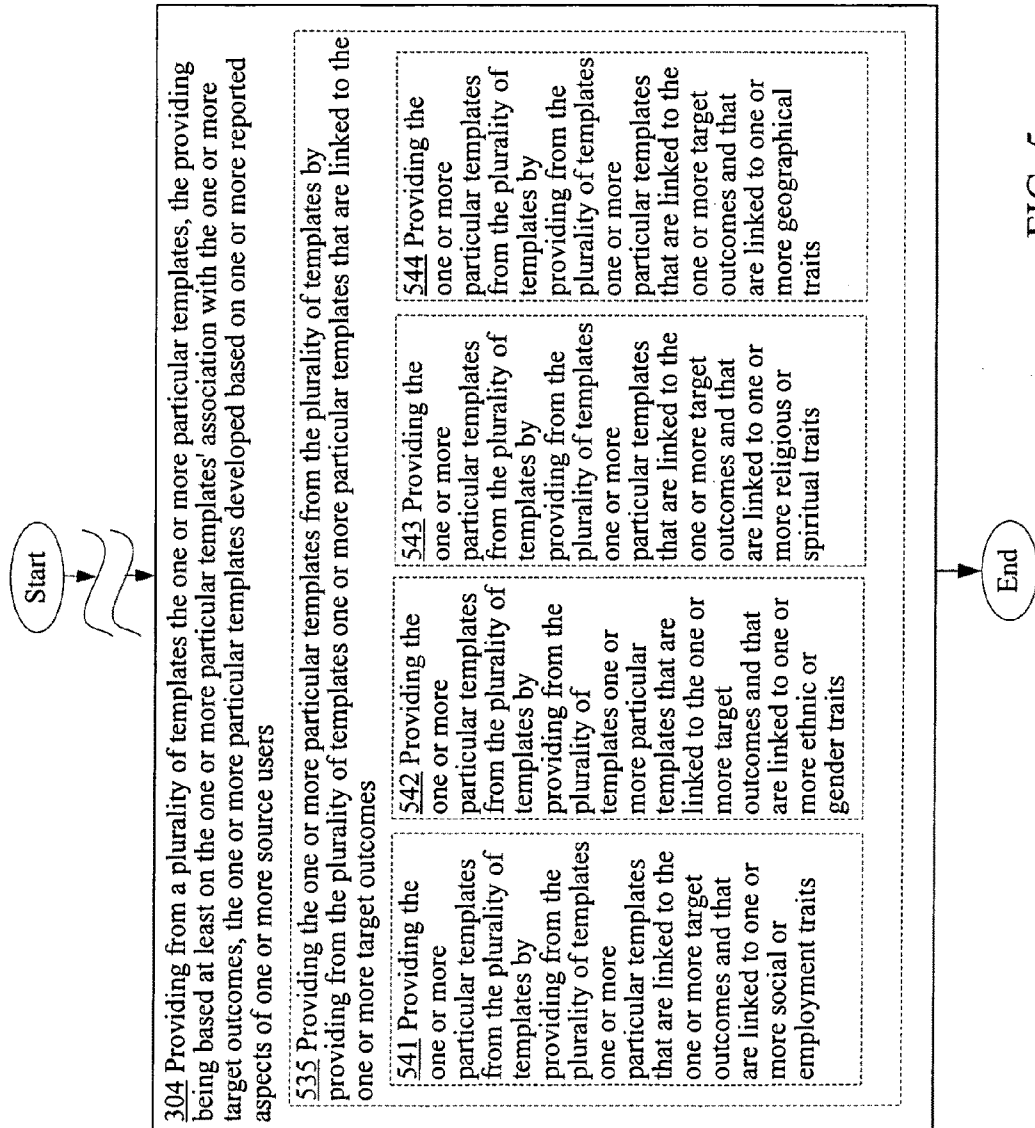 Start
304 Providing from a plurality of templates the one or more particular templates, the providing
being based at least on the one or more particular templates' association with the one or more
target outcomes, the one or more particular templates developed based on one or more reported
aspects of one or more source users
535 Providing the one or more particular templates from the plurality of templates by
providing from the plurality of templates one or more particular templates that are linked to the
one or more target outcomes
541 Providing the
one or more
particular templates
from the plurality of
templates by
providing from the
plurality of templates
one or more
particular templates
that are linked to the
one or more target
outcomes and that
are linked to one or
more social or
employment traits
542 Providing the
one or more
particular templates
from the plurality of
templates by
providing from the
plurality of
templates one or
more particular
templates that are
linked to the one or
more target
outcomes and that
are linked to one or
more ethnic or
gender traits
543 Providing the
one or more
particular templates
from the plurality of
templates by
providing from the
plurality of templates
one or more
particular templates
that are linked to the
one or more target
outcomes and that
are linked to one or
more religious or
spiritual traits
544 Providing the
one or more
particular templates
from the plurality of
templates by
providing from the
plurality of templates
one or more
particular templates
that are linked to the
one or more target
outcomes and that
are linked to one or
more geographical
traits
End